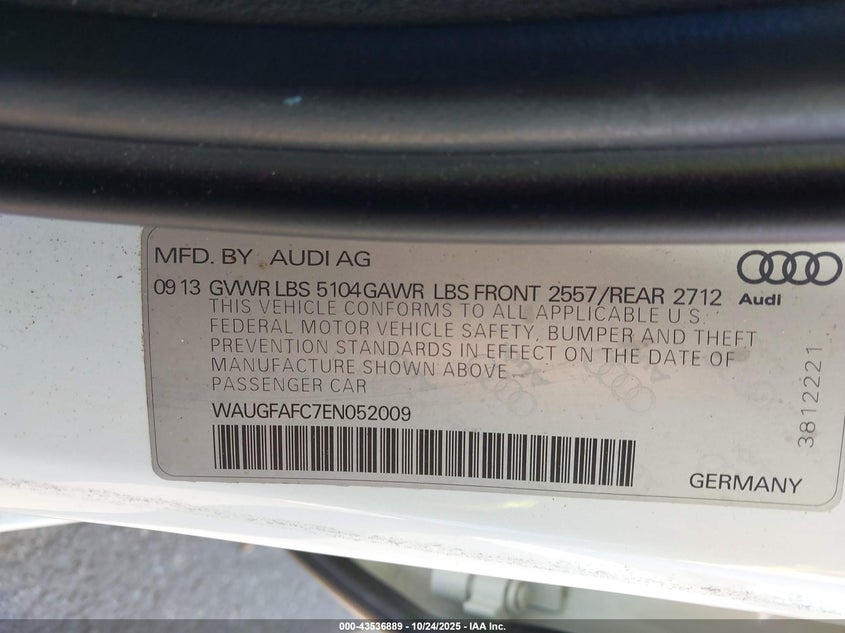 MFD. BY AUDI AG
09 13 GVWR LBS 5104 GAWR LBS FRONT 2557/REAR 2712
Audi
THIS VEHICLE CONFORMS TO ALL APPLICABLE U.S.
FEDERAL MOTOR VEHICLE SAFETY, BUMPER AND THEFT
PREVENTION STANDARDS IN EFFECT ON THE DATE OF
MANUFACTURE SHOWN ABOVE
PASSENGER CAR
WAUGFAFC7EN052009
3812221
GERMANY
000-43536889 - 10/24/2025 - IAA Inc.